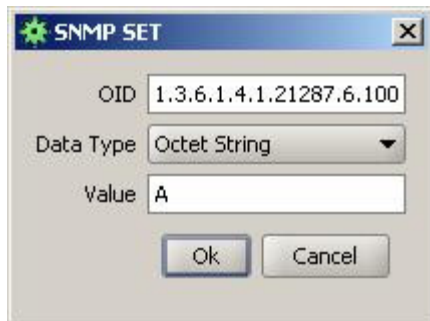 SNMP SET
OID 1.3.6.1.4.1.21287.6.100
Data Type Octet String
Value A
Ok Cancel